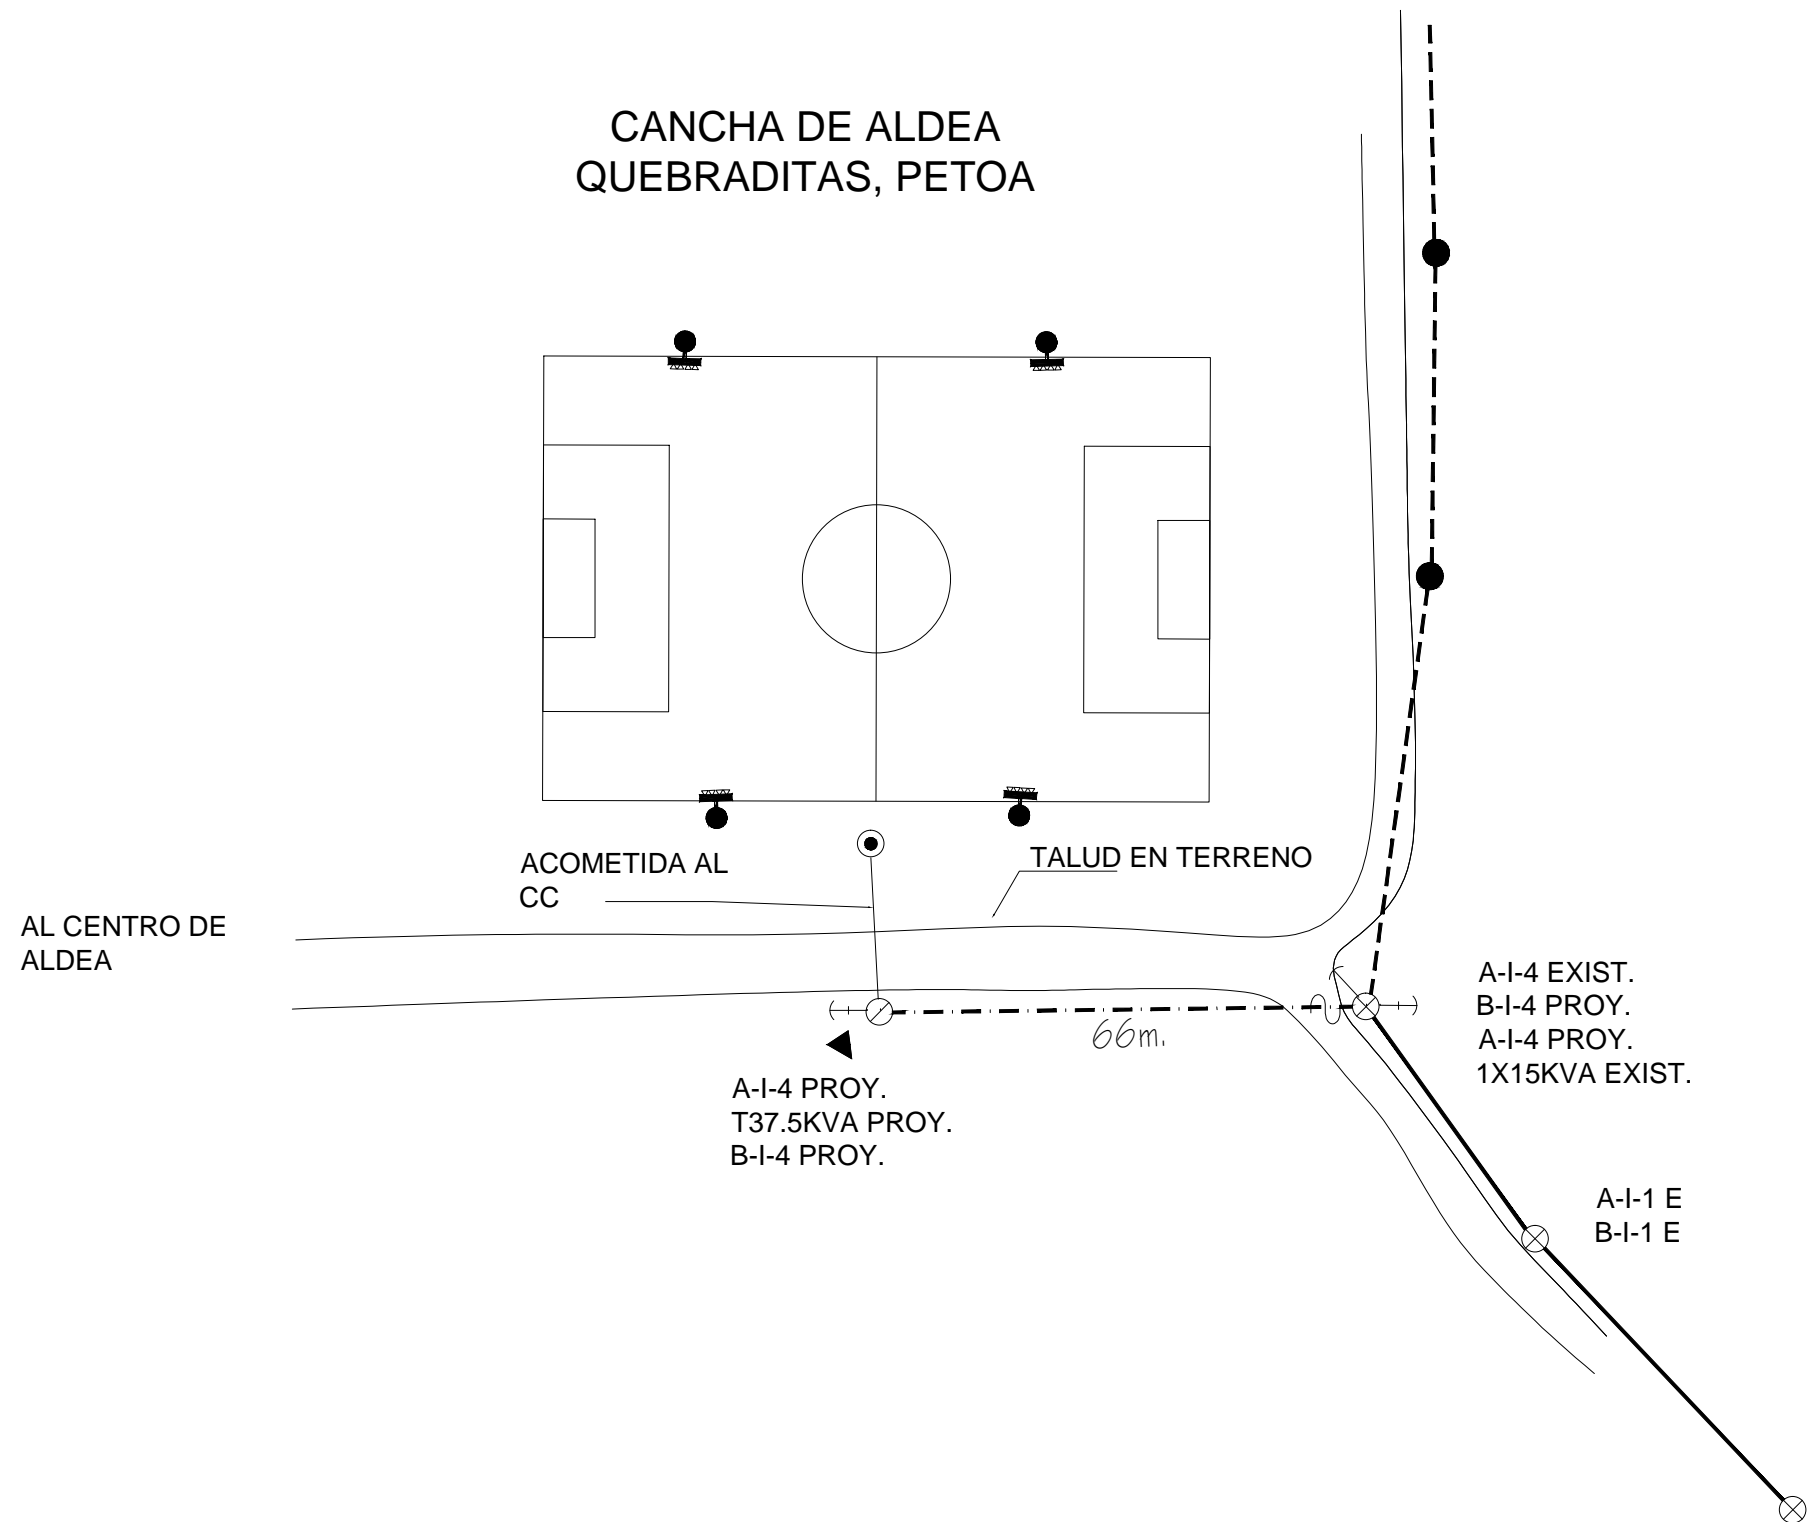 CANCHA DE ALDEA
QUEBRADITAS, PETOA
ACOMETIDA AL
CC
TALUD EN TERRENO
AL CENTRO DE
ALDEA
66m.
A-I-4 EXIST.
B-I-4 PROY.
A-I-4 PROY.
1X15KVA EXIST.
A-I-4 PROY.
T37.5KVA PROY.
B-I-4 PROY.
A-I-1 E
B-I-1 E